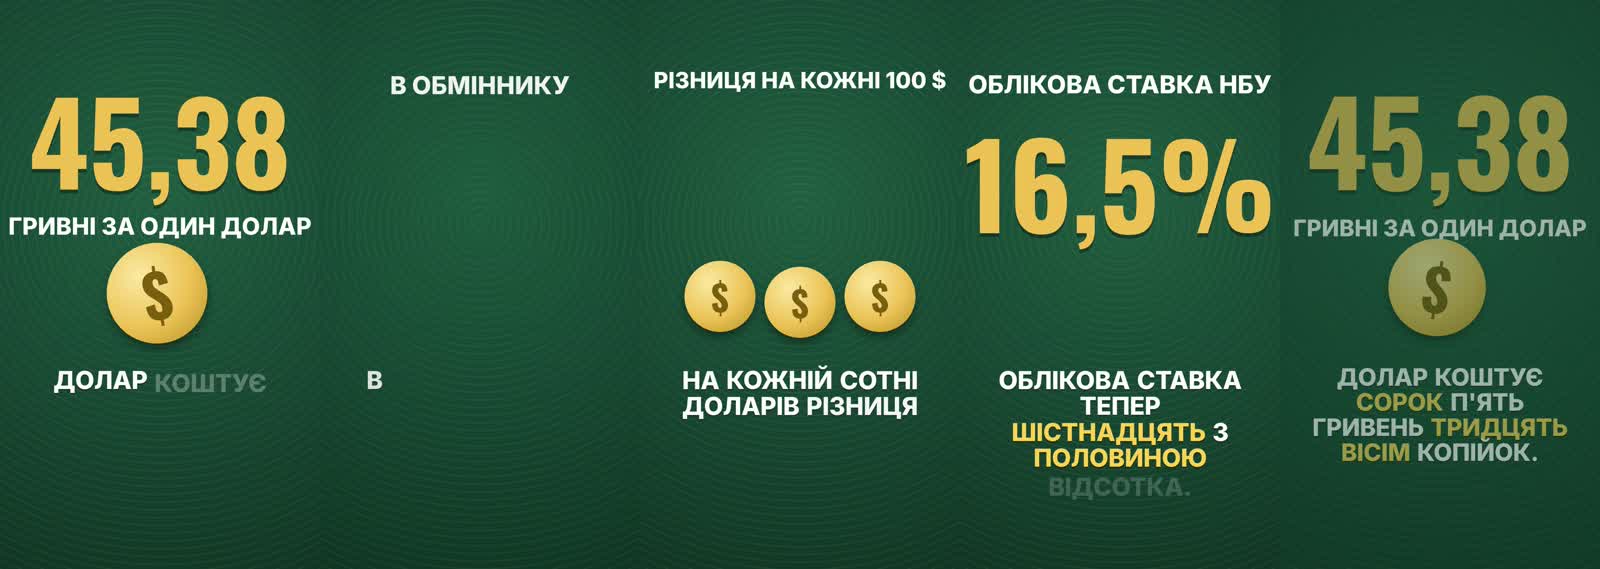 45,38
ГРИВНІ ЗА ОДИН ДОЛАР
$
ДОЛАР КОШТУЄ
В ОБМІННИКУ
В
РІЗНИЦЯ НА КОЖНІ 100 $
$ $ $
НА КОЖНІЙ СОТНІ
ДОЛАРІВ РІЗНИЦЯ
ОБЛІКОВА СТАВКА НБУ
16,5%
ОБЛІКОВА СТАВКА
ТЕПЕР
ШІСТНАДЦЯТЬ З
ПОЛОВИНОЮ
ВІДСОТКА.
45,38
ГРИВНІ ЗА ОДИН ДОЛАР
$
ДОЛАР КОШТУЄ
СОРОК П'ЯТЬ
ГРИВЕНЬ ТРИДЦЯТЬ
ВІСІМ КОПІЙОК.